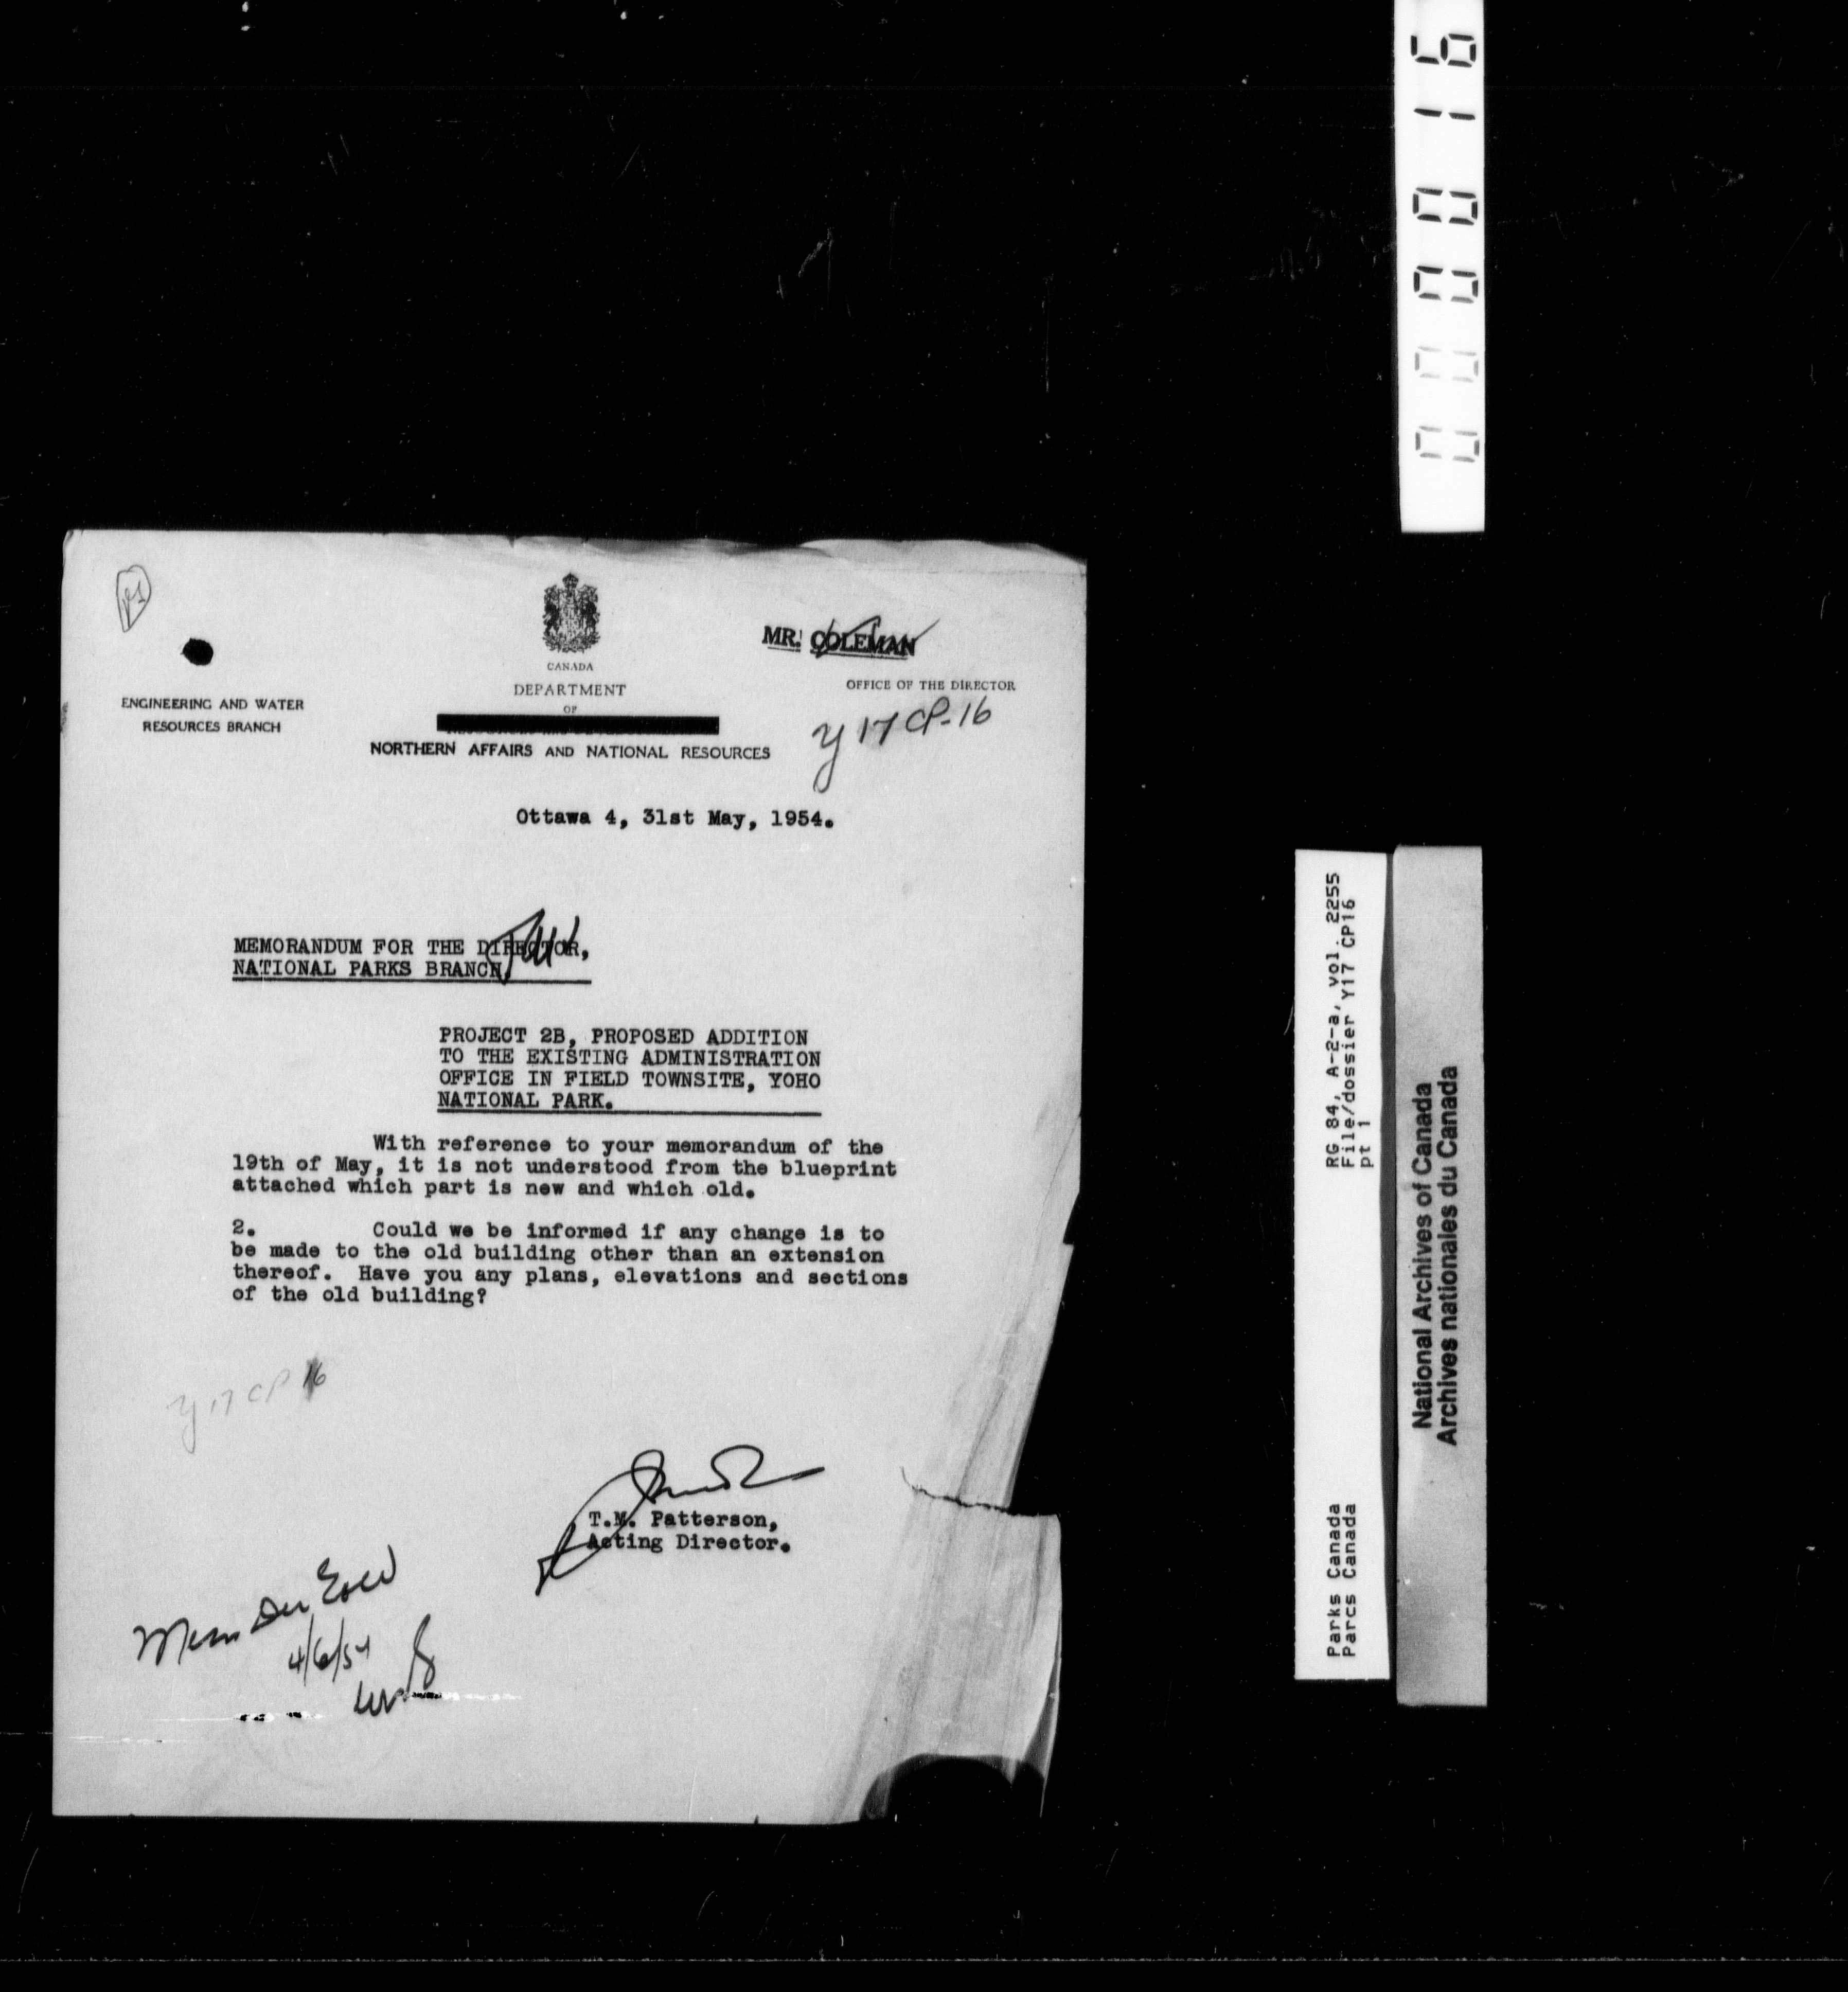 000016
MR. COLEMAN
CANADA
DEPARTMENT
OF
OFFICE OF THE DIRECTOR
ENGINEERING AND WATER
RESOURCES BRANCH
NORTHERN AFFAIRS AND NATIONAL RESOURCES
Y17 CP-16
Ottawa 4, 31st May, 1954.
MEMORANDUM FOR THE DIRECTOR,
NATIONAL PARKS BRANCH.
PROJECT 2B, PROPOSED ADDITION
TO THE EXISTING ADMINISTRATION
OFFICE IN FIELD TOWNSITE, YOHO
NATIONAL PARK.
With reference to your memorandum of the
19th of May, it is not understood from the blueprint
attached which part is new and which old.
2. Could we be informed if any change is to
be made to the old building other than an extension
thereof. Have you any plans, elevations and sections
of the old building?
Y17 CP 16
T.M. Patterson,
Acting Director.
4/6/54
RG 84, A-2-a, vol. 2255
File/dossier Y17 CP16
pt 1
Parks Canada
Parcs Canada
National Archives of Canada
Archives nationales du Canada